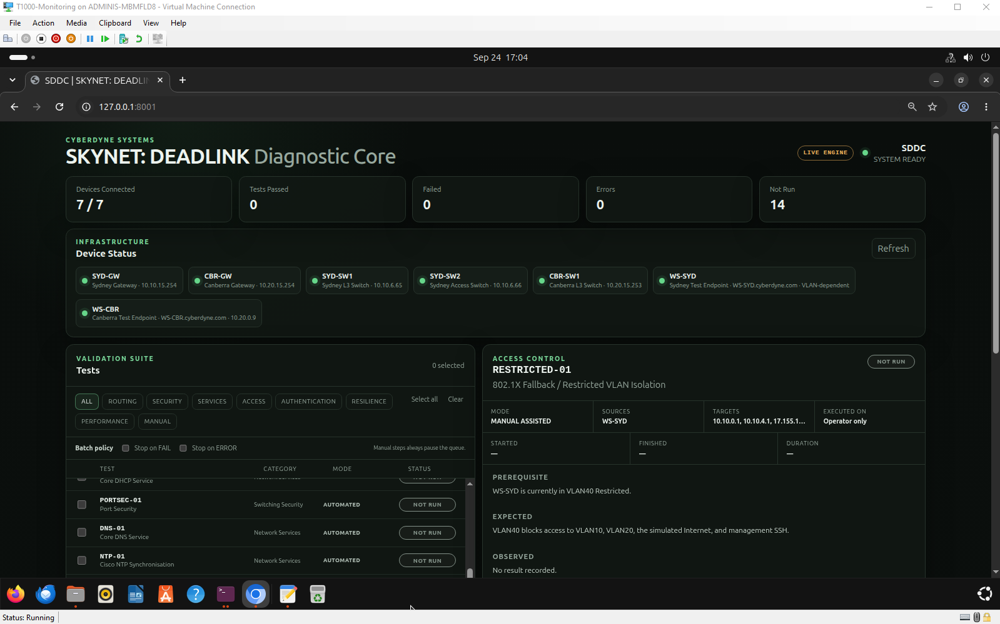 T1000-Monitoring on ADMINIS-MBMFLD8 - Virtual Machine Connection
File Action Media Clipboard View Help
Sep 24 17:04
SDDC | SKYNET: DEADLIN
127.0.0.1:8001
CYBERDYNE SYSTEMS
SKYNET: DEADLINK Diagnostic Core
LIVE ENGINE
SDDC
SYSTEM READY
Devices Connected
7 / 7
Tests Passed
0
Failed
0
Errors
0
Not Run
14
INFRASTRUCTURE
Device Status
Refresh
SYD-GW
Sydney Gateway · 10.10.15.254
CBR-GW
Canberra Gateway · 10.20.15.254
SYD-SW1
Sydney L3 Switch · 10.10.6.65
SYD-SW2
Sydney Access Switch · 10.10.6.66
CBR-SW1
Canberra L3 Switch · 10.20.15.253
WS-SYD
Sydney Test Endpoint · WS-SYD.cyberdyne.com · VLAN-dependent
WS-CBR
Canberra Test Endpoint · WS-CBR.cyberdyne.com · 10.20.0.9
VALIDATION SUITE
Tests
0 selected
ALL ROUTING SECURITY SERVICES ACCESS AUTHENTICATION RESILIENCE
PERFORMANCE MANUAL
Select all Clear
Batch policy Stop on FAIL Stop on ERROR Manual steps always pause the queue.
TEST CATEGORY MODE STATUS
Core DHCP Service
PORTSEC-01
Port Security
Switching Security AUTOMATED NOT RUN
DNS-01
Core DNS Service
Network Services AUTOMATED NOT RUN
NTP-01
Cisco NTP Synchronisation
Network Services AUTOMATED NOT RUN
ACCESS CONTROL
RESTRICTED-01
802.1X Fallback / Restricted VLAN Isolation
NOT RUN
MODE
MANUAL ASSISTED
SOURCES
WS-SYD
TARGETS
10.10.0.1, 10.10.4.1, 17.155.1...
EXECUTED ON
Operator only
STARTED
—
FINISHED
—
DURATION
—
PREREQUISITE
WS-SYD is currently in VLAN40 Restricted.
EXPECTED
VLAN40 blocks access to VLAN10, VLAN20, the simulated Internet, and management SSH.
OBSERVED
No result recorded.
Status: Running